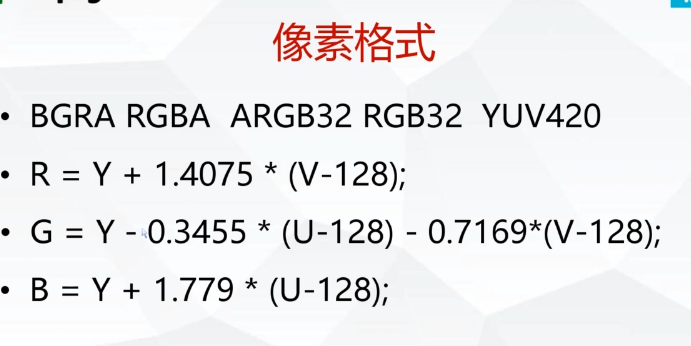 像素格式
• BGRA RGBA  ARGB32 RGB32  YUV420
• R = Y + 1.4075 * (V-128);
• G = Y - 0.3455 * (U-128) - 0.7169*(V-128);
• B = Y + 1.779 * (U-128);